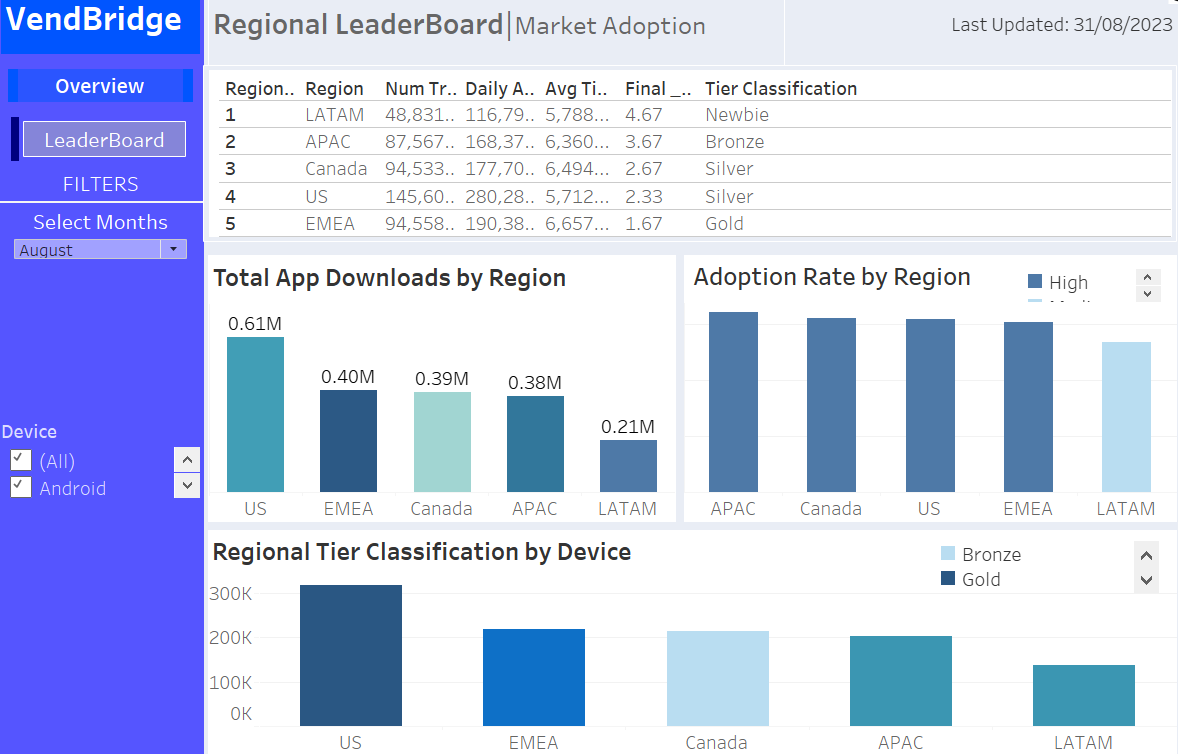 VendBridge
Regional LeaderBoard|Market Adoption
Last Updated: 31/08/2023
Overview
LeaderBoard
FILTERS
Select Months
August
Device
(All)
Android
Region.. Region Num Tr.. Daily A.. Avg Ti.. Final _.. Tier Classification
1 LATAM 48,831.. 116,79.. 5,788... 4.67 Newbie
2 APAC 87,567.. 168,37.. 6,360... 3.67 Bronze
3 Canada 94,533.. 177,70.. 6,494... 2.67 Silver
4 US 145,60.. 280,28.. 5,712... 2.33 Silver
5 EMEA 94,558.. 190,38.. 6,657... 1.67 Gold
Total App Downloads by Region
0.61M
0.40M
0.39M
0.38M
0.21M
US EMEA Canada APAC LATAM
Adoption Rate by Region
High
APAC Canada US EMEA LATAM
Regional Tier Classification by Device
Bronze
Gold
300K
200K
100K
0K
US EMEA Canada APAC LATAM